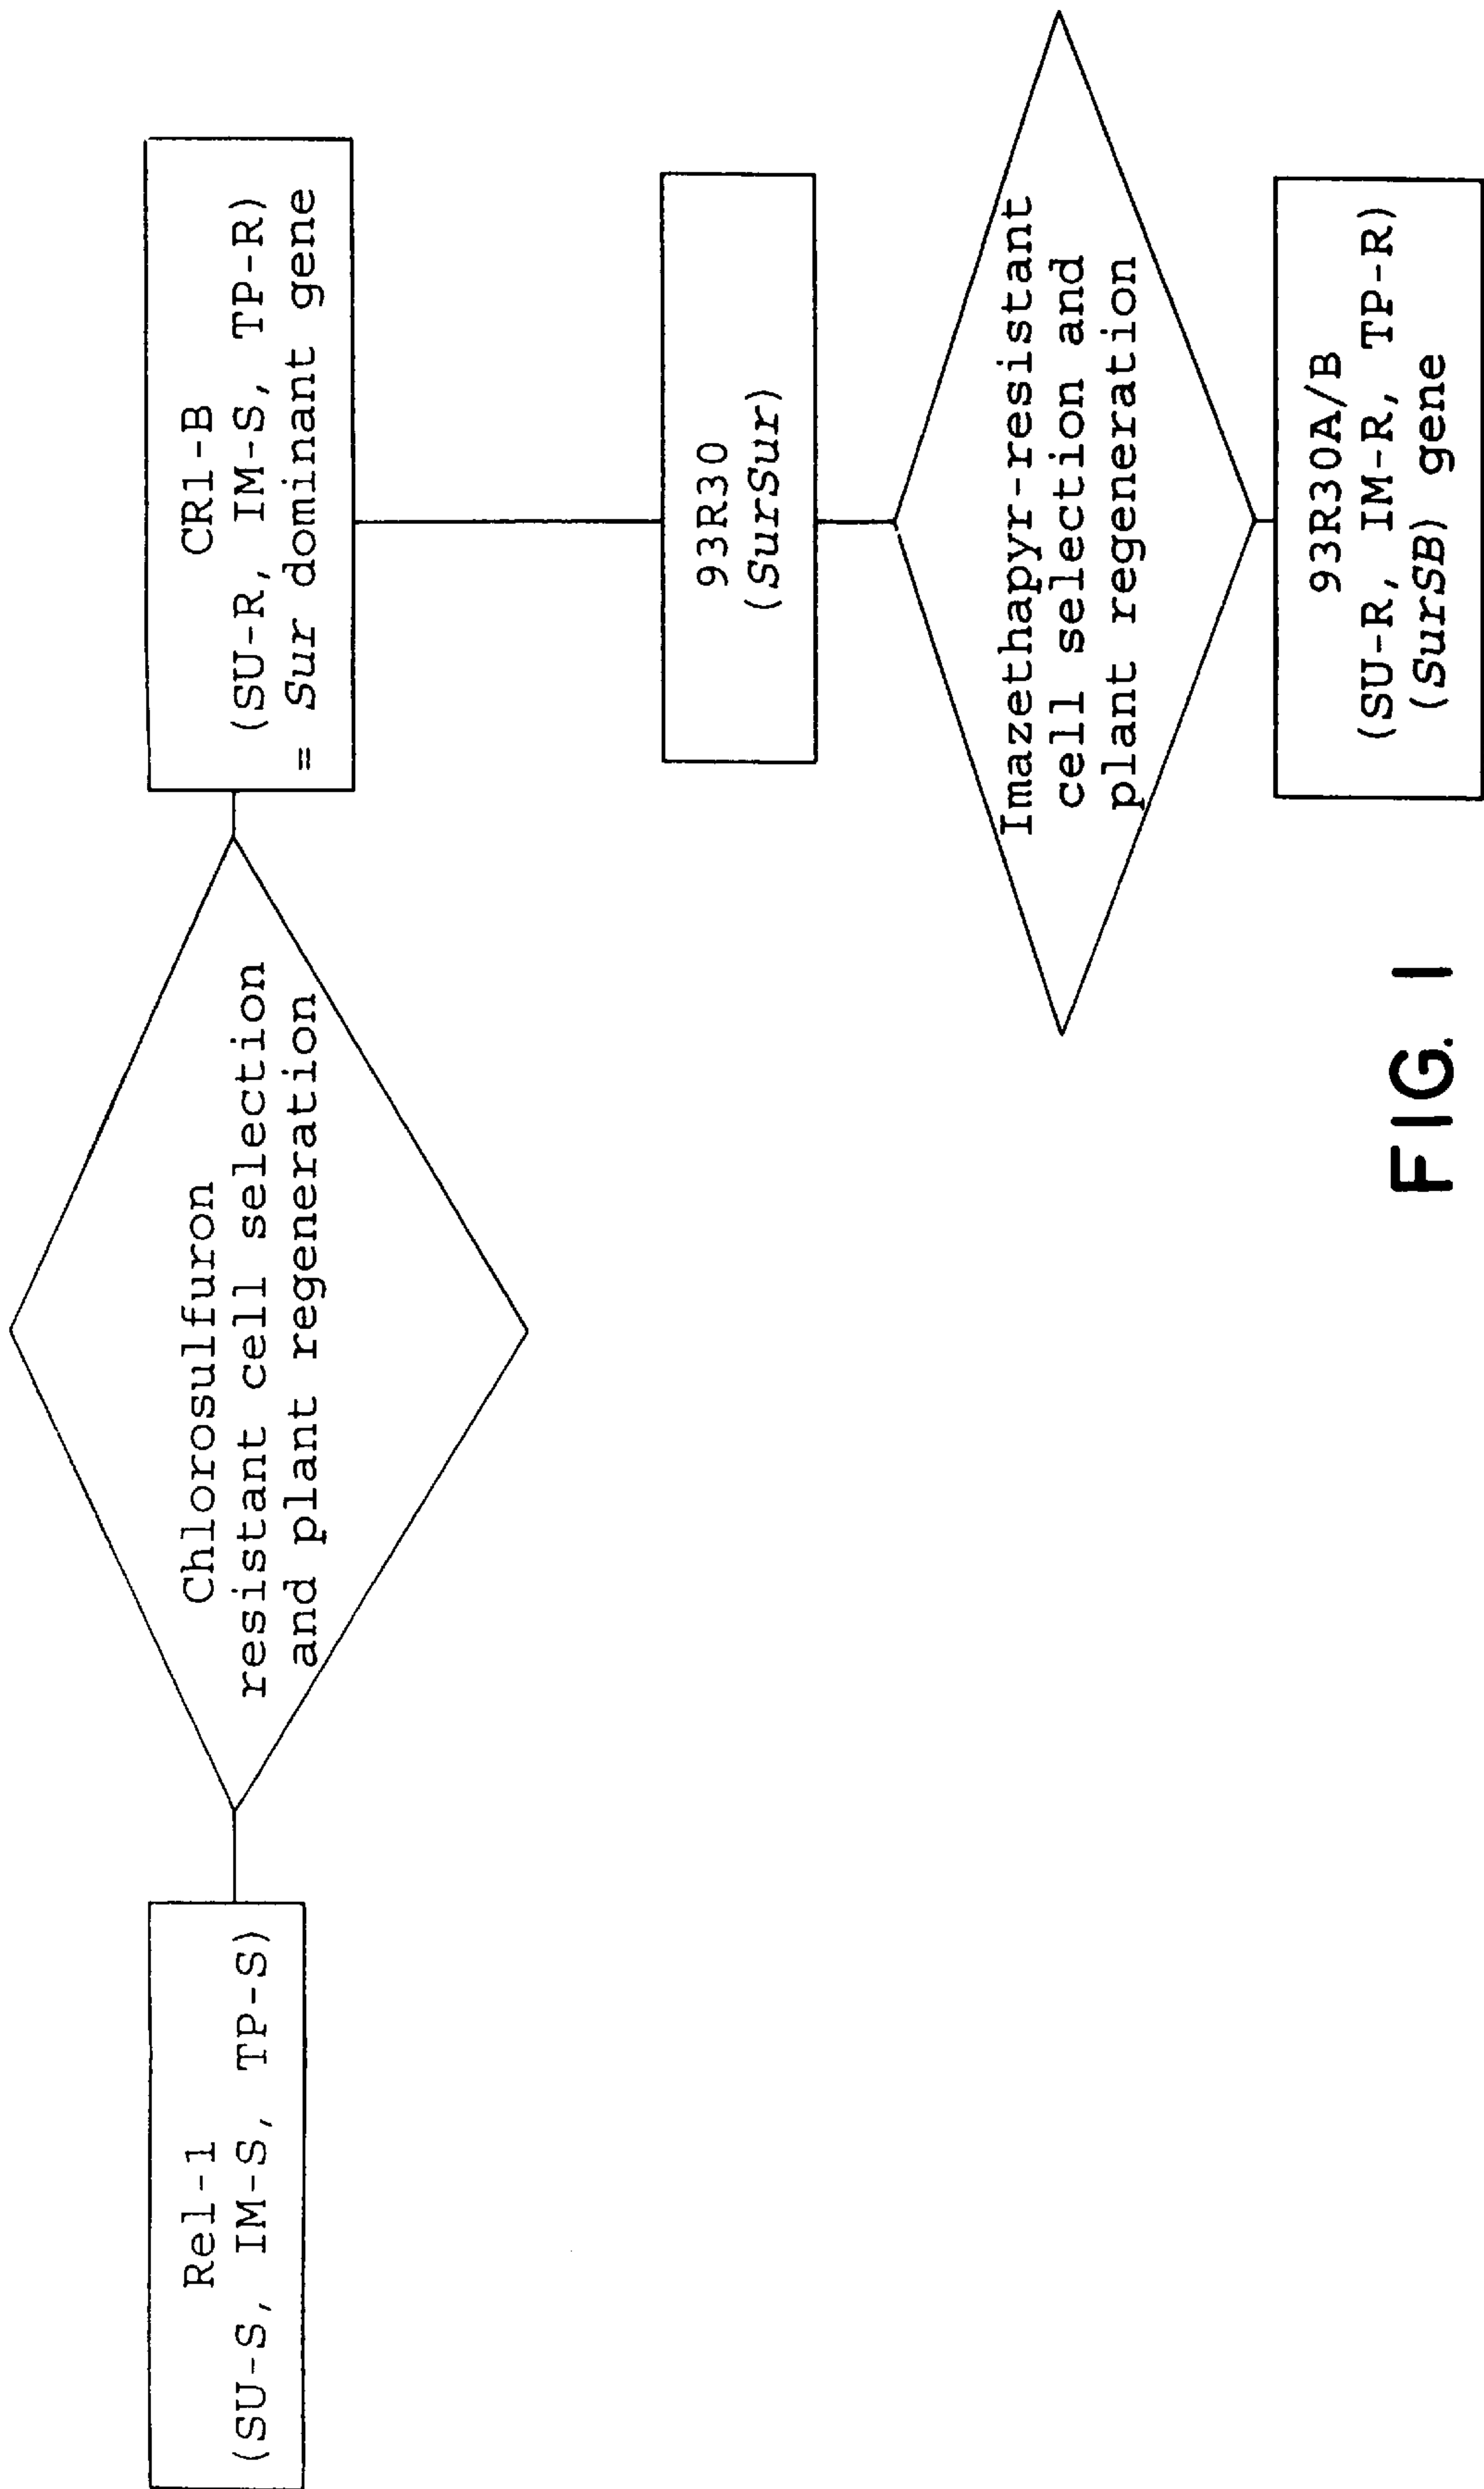 Rel-1
(SU-S, IM-S, TP-S)
Chlorosulfuron
resistant cell selection
and plant regeneration
CR1-B
(SU-R, IM-S, TP-R)
= Sur dominant gene
93R30
(SurSur)
Imazethapyr-resistant
cell selection and
plant regeneration
93R30A/B
(SU-R, IM-R, TP-R)
(SurSB) gene
FIG. 1